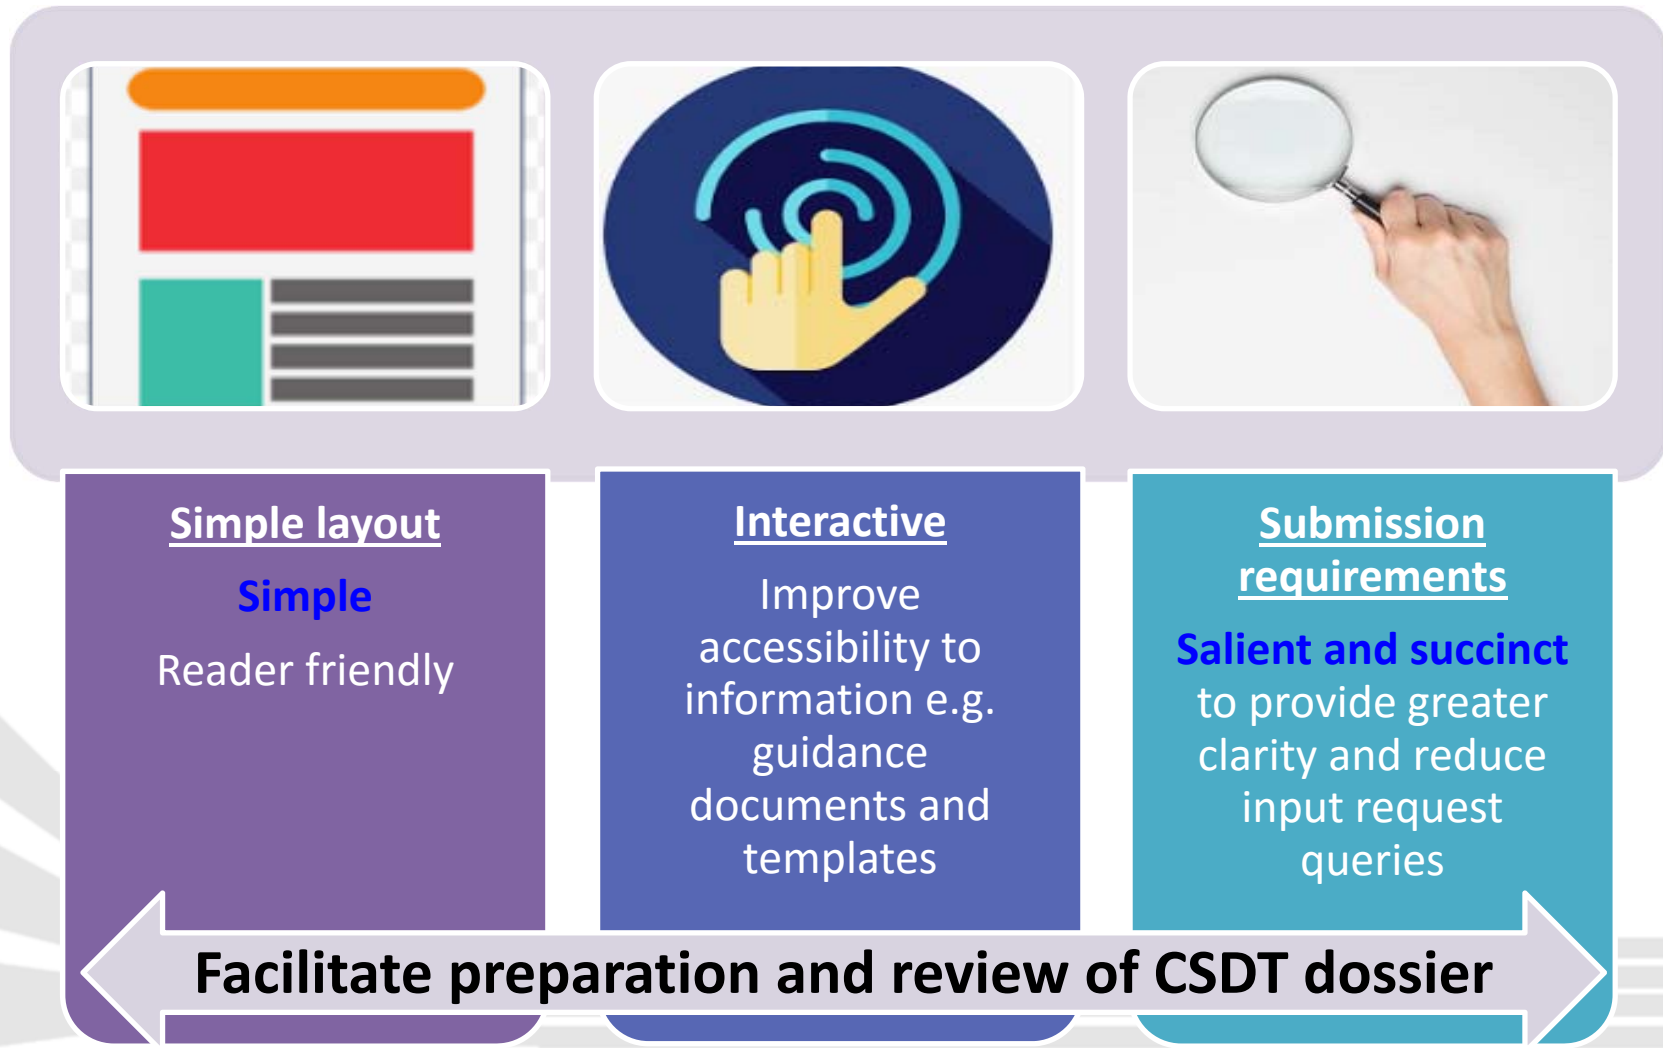 Simple layout
Simple
Reader friendly
Interactive
Improve
accessibility to
information e.g.
guidance
documents and
templates
Submission
requirements
Salient and succinct
to provide greater
clarity and reduce
input request
queries
Facilitate preparation and review of CSDT dossier